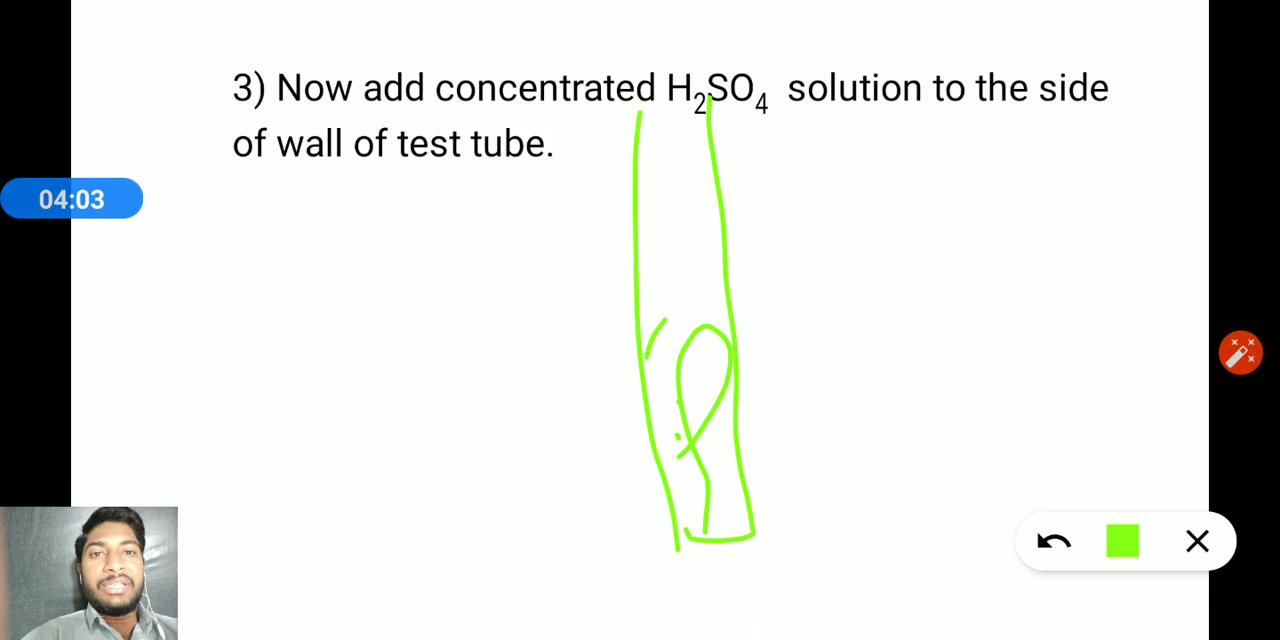 3) Now add concentrated H₂SO₄ solution to the side
of wall of test tube.
04:03